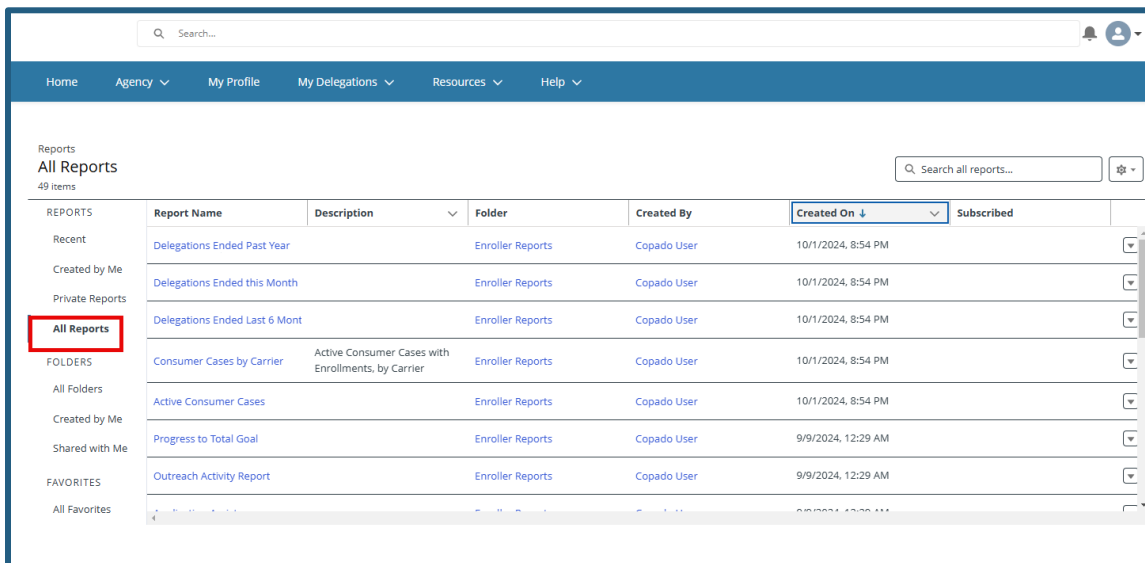 Search...
Home Agency My Profile My Delegations Resources Help
Reports
All Reports
49 items
Search all reports...
REPORTS
Recent
Created by Me
Private Reports
All Reports
FOLDERS
All Folders
Created by Me
Shared with Me
FAVORITES
All Favorites
Report Name Description Folder Created By Created On ↓ Subscribed
Delegations Ended Past Year Enroller Reports Copado User 10/1/2024, 8:54 PM
Delegations Ended this Month Enroller Reports Copado User 10/1/2024, 8:54 PM
Delegations Ended Last 6 Mont Enroller Reports Copado User 10/1/2024, 8:54 PM
Consumer Cases by Carrier Active Consumer Cases with Enroller Reports Copado User 10/1/2024, 8:54 PM
Enrollments, by Carrier
Active Consumer Cases Enroller Reports Copado User 10/1/2024, 8:54 PM
Progress to Total Goal Enroller Reports Copado User 9/9/2024, 12:29 AM
Outreach Activity Report Enroller Reports Copado User 9/9/2024, 12:29 AM